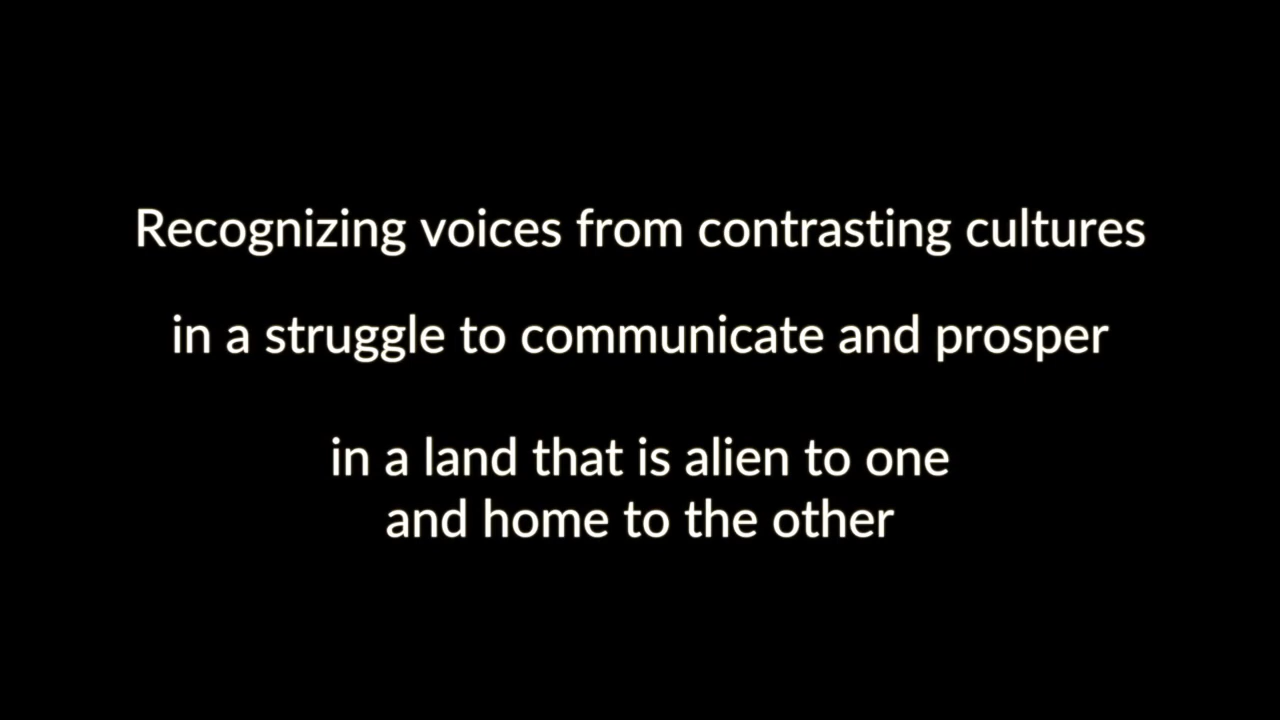 Recognizing voices from contrasting cultures
in a struggle to communicate and prosper
in a land that is alien to one
and home to the other